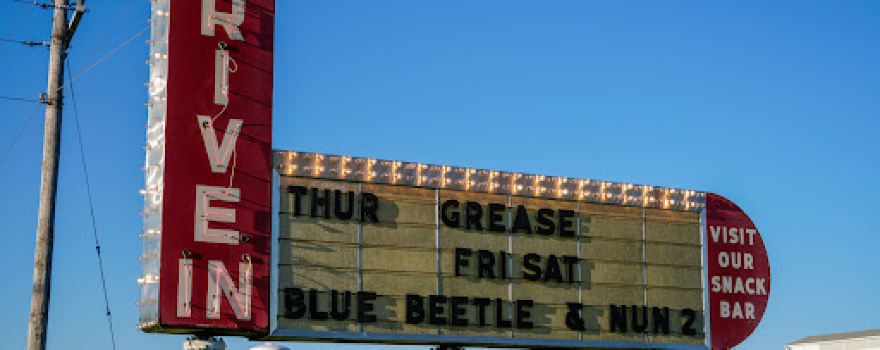 RIVE
IN
THUR GREASE
FRI SAT
BLUE BEETLE & NUN 2
VISIT
OUR
SNACK
BAR